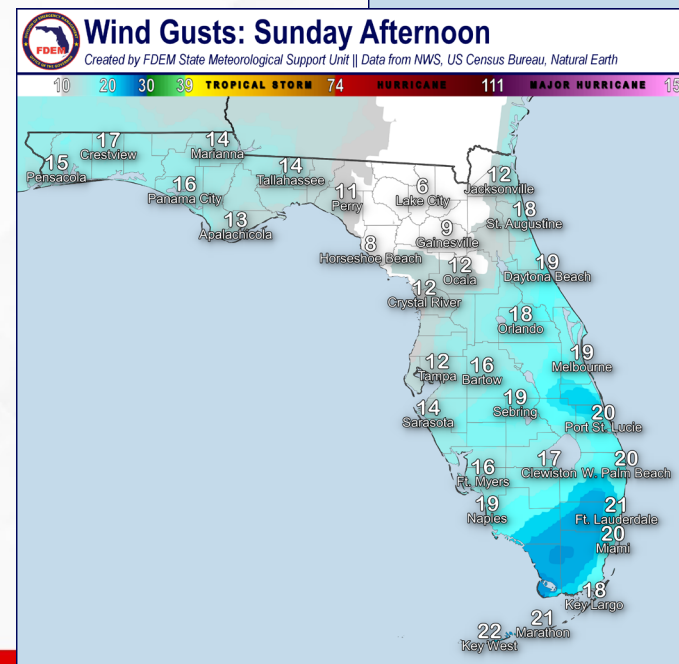 FDEM
Wind Gusts: Sunday Afternoon
Created by FDEM State Meteorological Support Unit || Data from NWS, US Census Bureau, Natural Earth
10 20 30 39 TROPICAL STORM 74 HURRICANE 111 MAJOR HURRICANE 15
17
Crestview
14
Marianna
15
Pensacola
16
Panama City
14
Tallahassee
13
Apalachicola
11
Perry
6
Lake City
12
Jacksonville
18
St. Augustine
9
Gainesville
8
Horseshoe Beach
12
Ocala
19
Daytona Beach
12
Crystal River
18
Orlando
12
Tampa
16
Bartow
19
Melbourne
14
Sarasota
19
Sebring
20
Port St. Lucie
16
Ft. Myers
17
Clewiston
20
W. Palm Beach
19
Naples
21
Ft. Lauderdale
20
Miami
18
Key Largo
21
Marathon
22
Key West